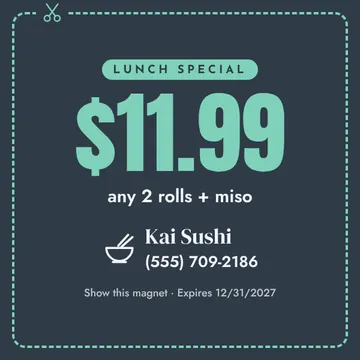 LUNCH SPECIAL
$11.99
any 2 rolls + miso
Kai Sushi
(555) 709-2186
Show this magnet · Expires 12/31/2027